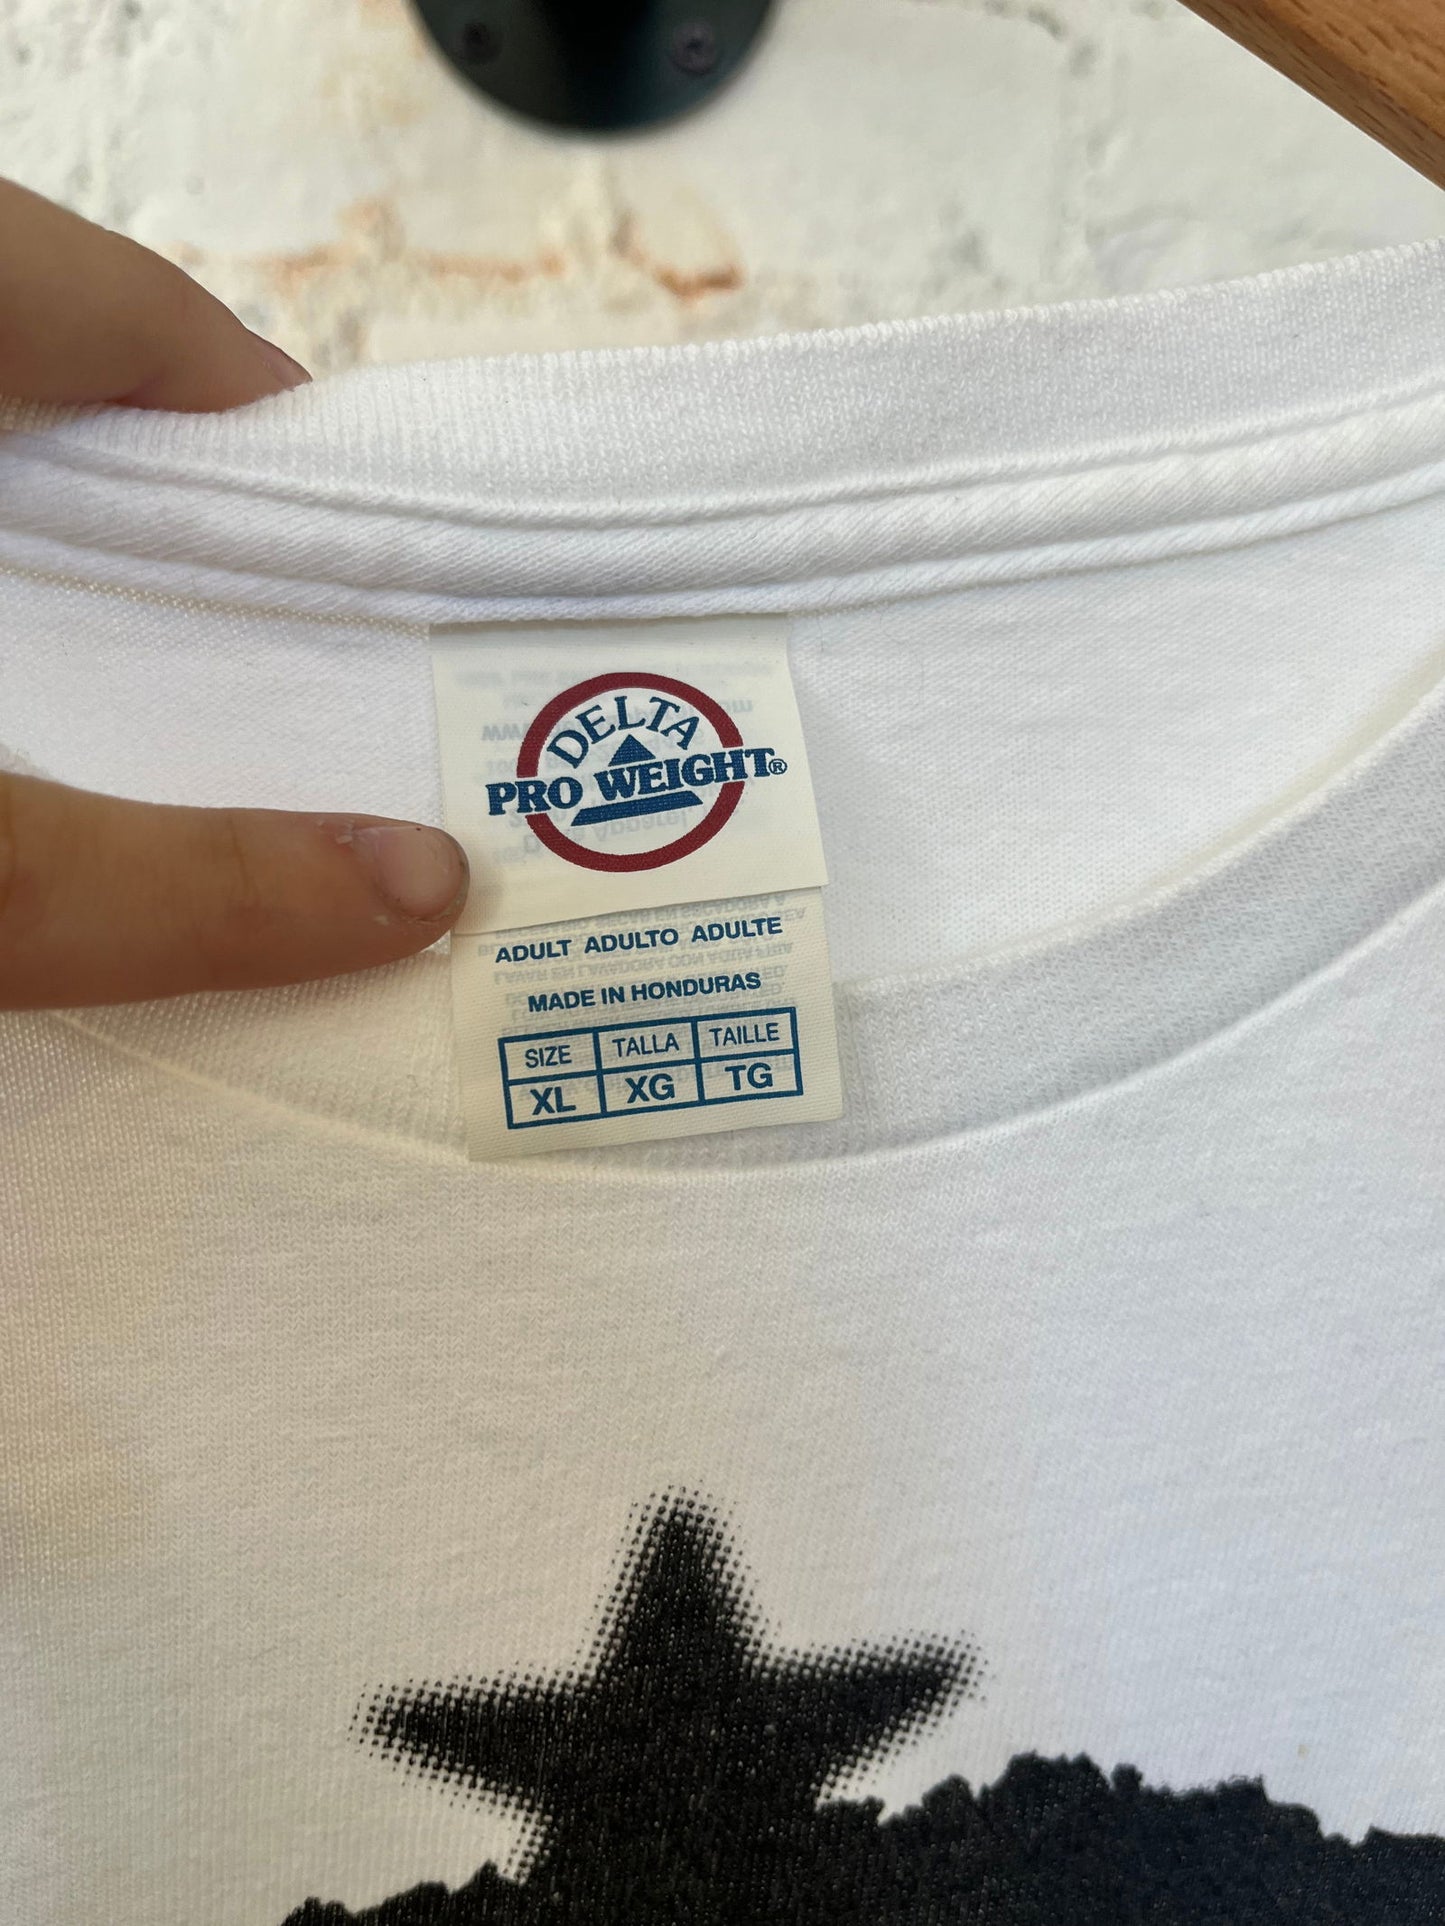 DELTA
PRO WEIGHT®
ADULT ADULTO ADULTE
MADE IN HONDURAS
SIZE TALLA TAILLE
XL XG TG